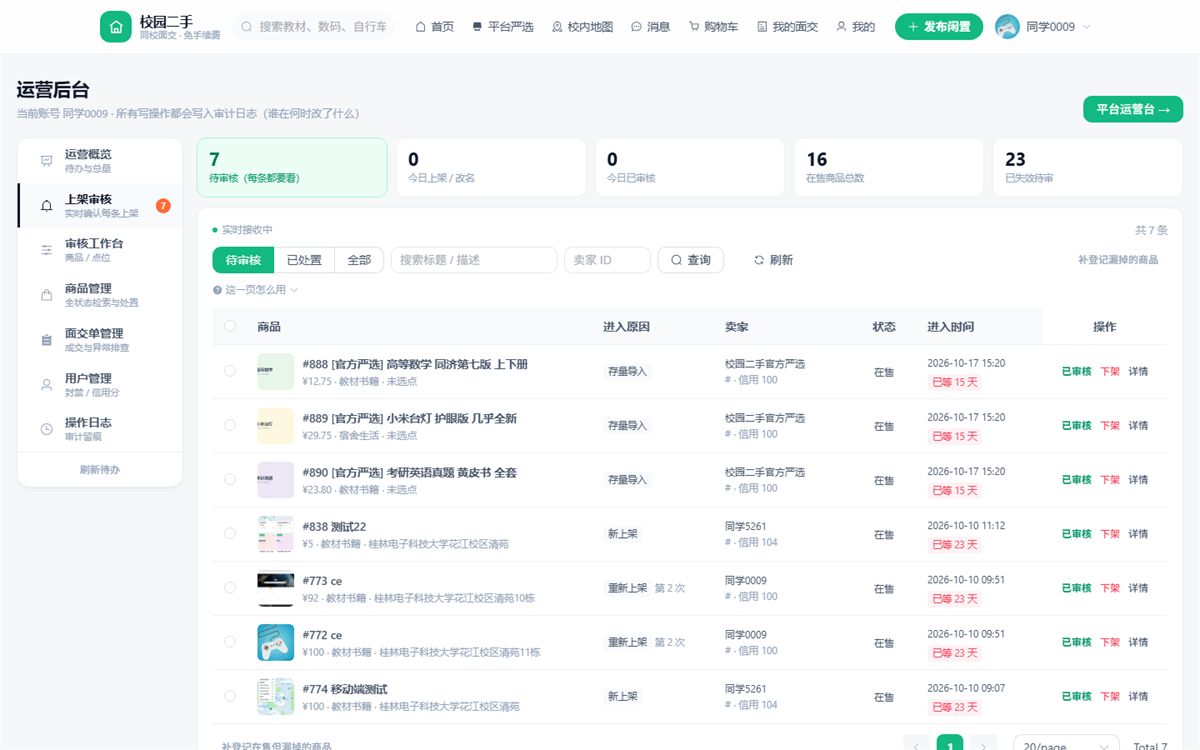 校园二手
同校面交 · 免手续费
搜索教材、数码、自行车
首页
平台严选
校内地图
消息
购物车
我的面交
我的
+ 发布闲置
同学0009
运营后台
当前账号 同学0009 · 所有写操作都会写入审计日志（谁在何时改了什么）
平台运营台 →
运营概览
待办与总量
上架审核
实时确认每条上架
7
审核工作台
商品 / 点位
商品管理
全状态检索与处置
面交单管理
成交与异常排查
用户管理
封禁 / 信用分
操作日志
审计留痕
刷新待办
7
待审核（每条都要看）
0
今日上架 / 改名
0
今日已审核
16
在售商品总数
23
已失效待审
实时接收中
共 7 条
待审核
已处置
全部
搜索标题 / 描述
卖家 ID
查询
刷新
补登记漏掉的商品
这一页怎么用
商品
进入原因
卖家
状态
进入时间
操作
#888 [官方严选] 高等数学 同济第七版 上下册
¥12.75 · 教材书籍 · 未选点
存量导入
校园二手官方严选
# · 信用 100
在售
2026-10-17 15:20
已等 15 天
已审核 下架 详情
#889 [官方严选] 小米台灯 护眼版 几乎全新
¥29.75 · 宿舍生活 · 未选点
存量导入
校园二手官方严选
# · 信用 100
在售
2026-10-17 15:20
已等 15 天
已审核 下架 详情
#890 [官方严选] 考研英语真题 黄皮书 全套
¥23.80 · 教材书籍 · 未选点
存量导入
校园二手官方严选
# · 信用 100
在售
2026-10-17 15:20
已等 15 天
已审核 下架 详情
#838 测试22
¥5 · 教材书籍 · 桂林电子科技大学花江校区清苑
新上架
同学5261
# · 信用 104
在售
2026-10-10 11:12
已等 23 天
已审核 下架 详情
#773 ce
¥92 · 教材书籍 · 桂林电子科技大学花江校区清苑10栋
重新上架 第 2 次
同学0009
# · 信用 100
在售
2026-10-10 09:51
已等 23 天
已审核 下架 详情
#772 ce
¥100 · 教材书籍 · 桂林电子科技大学花江校区清苑11栋
重新上架 第 2 次
同学0009
# · 信用 100
在售
2026-10-10 09:51
已等 23 天
已审核 下架 详情
#774 移动端测试
¥100 · 教材书籍 · 桂林电子科技大学花江校区清苑
新上架
同学5261
# · 信用 104
在售
2026-10-10 09:07
已等 23 天
已审核 下架 详情
补登记在售但漏掉的商品
1
20/page
Total 7